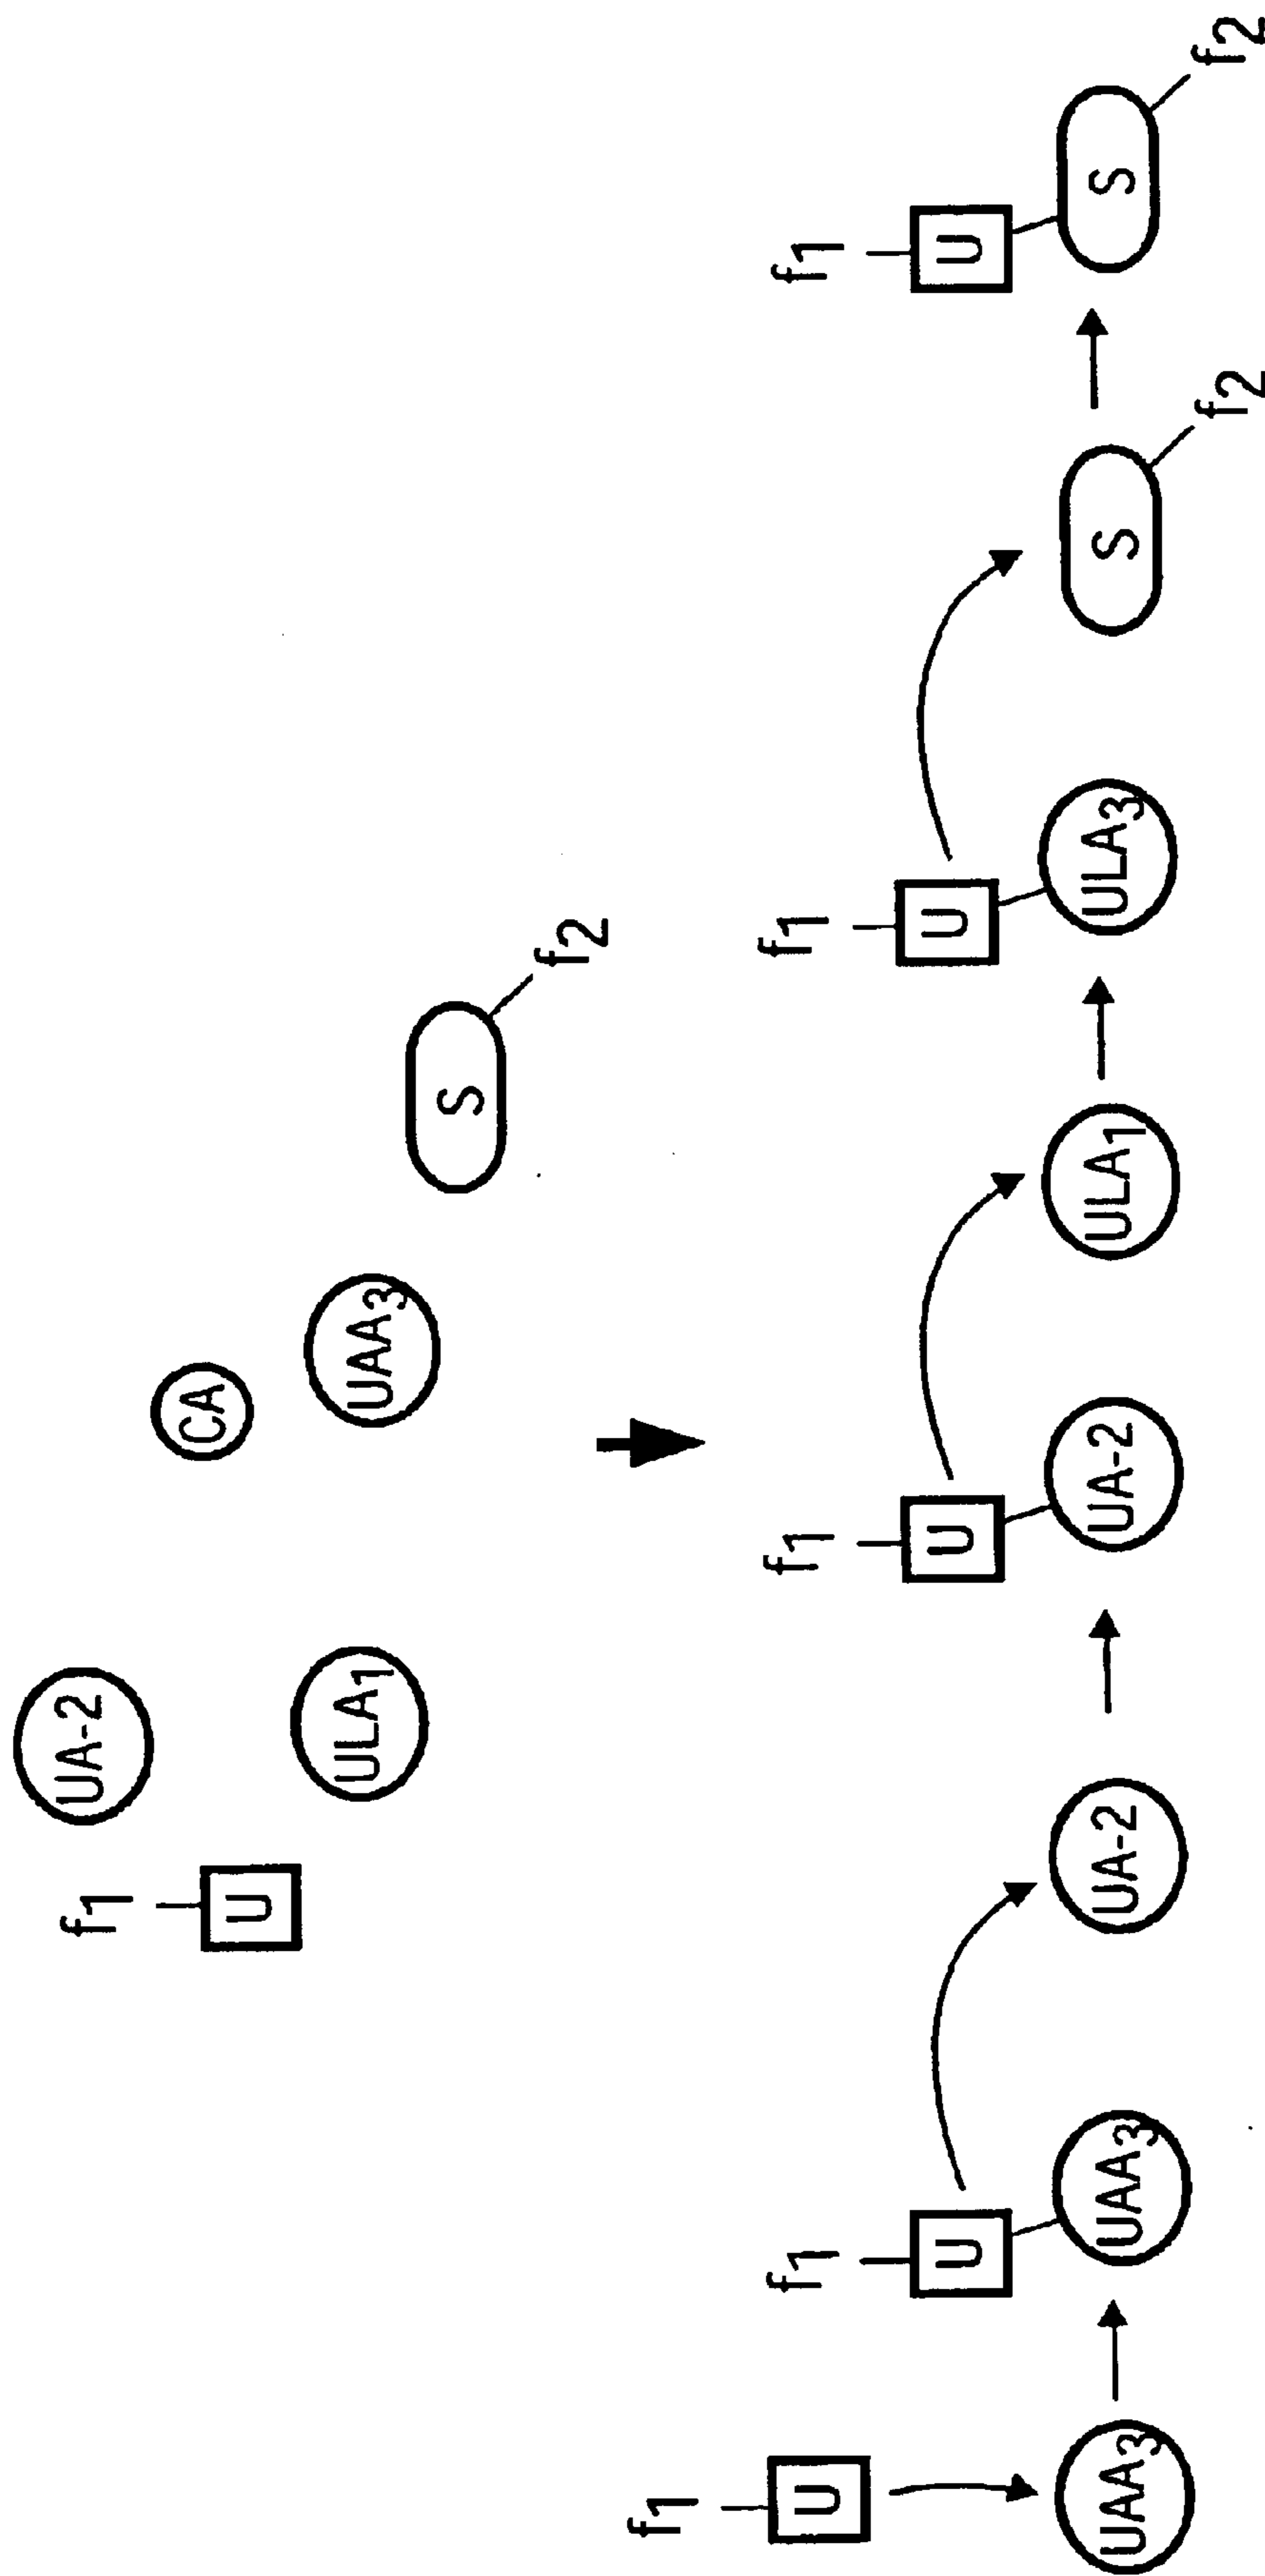 UA-2
f₁
CA
U
ULA₁ UAA₃
S
f₂
f₁ f₁ f₁ f₁ f₁
U U U U U
UAA₃ UAA₃ UA-2 UA-2 ULA₁ ULA₃ S S
f₂ f₂